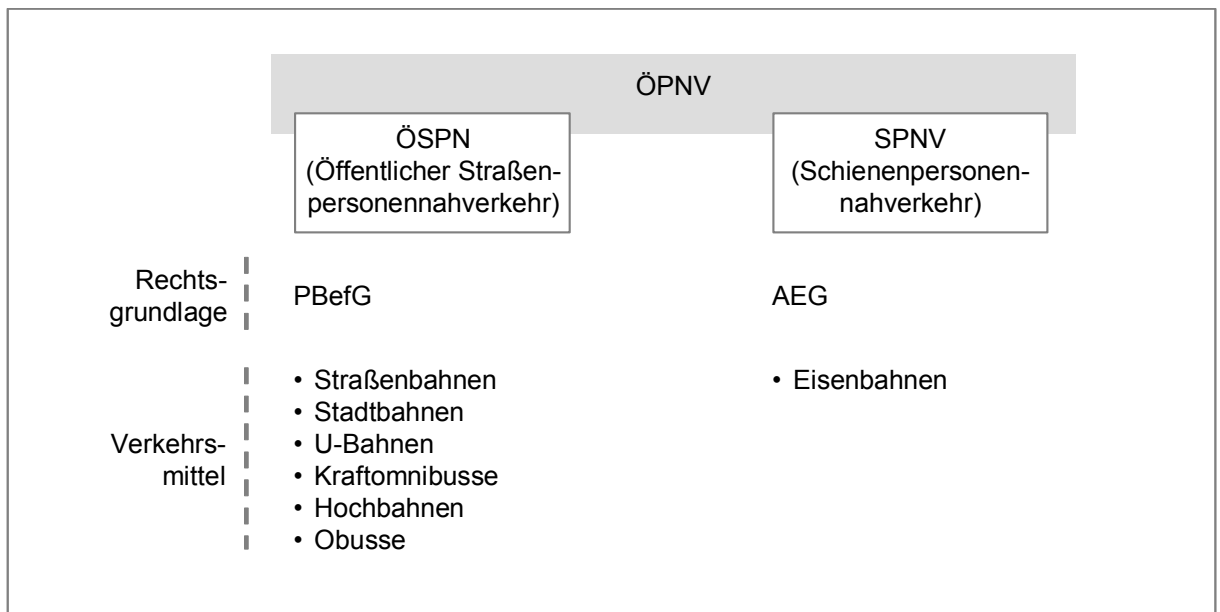 ÖPNV
ÖSPN
(Öffentlicher Straßen-
personennahverkehr)
SPNV
(Schienenpersonen-
nahverkehr)
Rechts-
grundlage
PBefG
AEG
Verkehrs-
mittel
• Straßenbahnen
• Stadtbahnen
• U-Bahnen
• Kraftomnibusse
• Hochbahnen
• Obusse
• Eisenbahnen